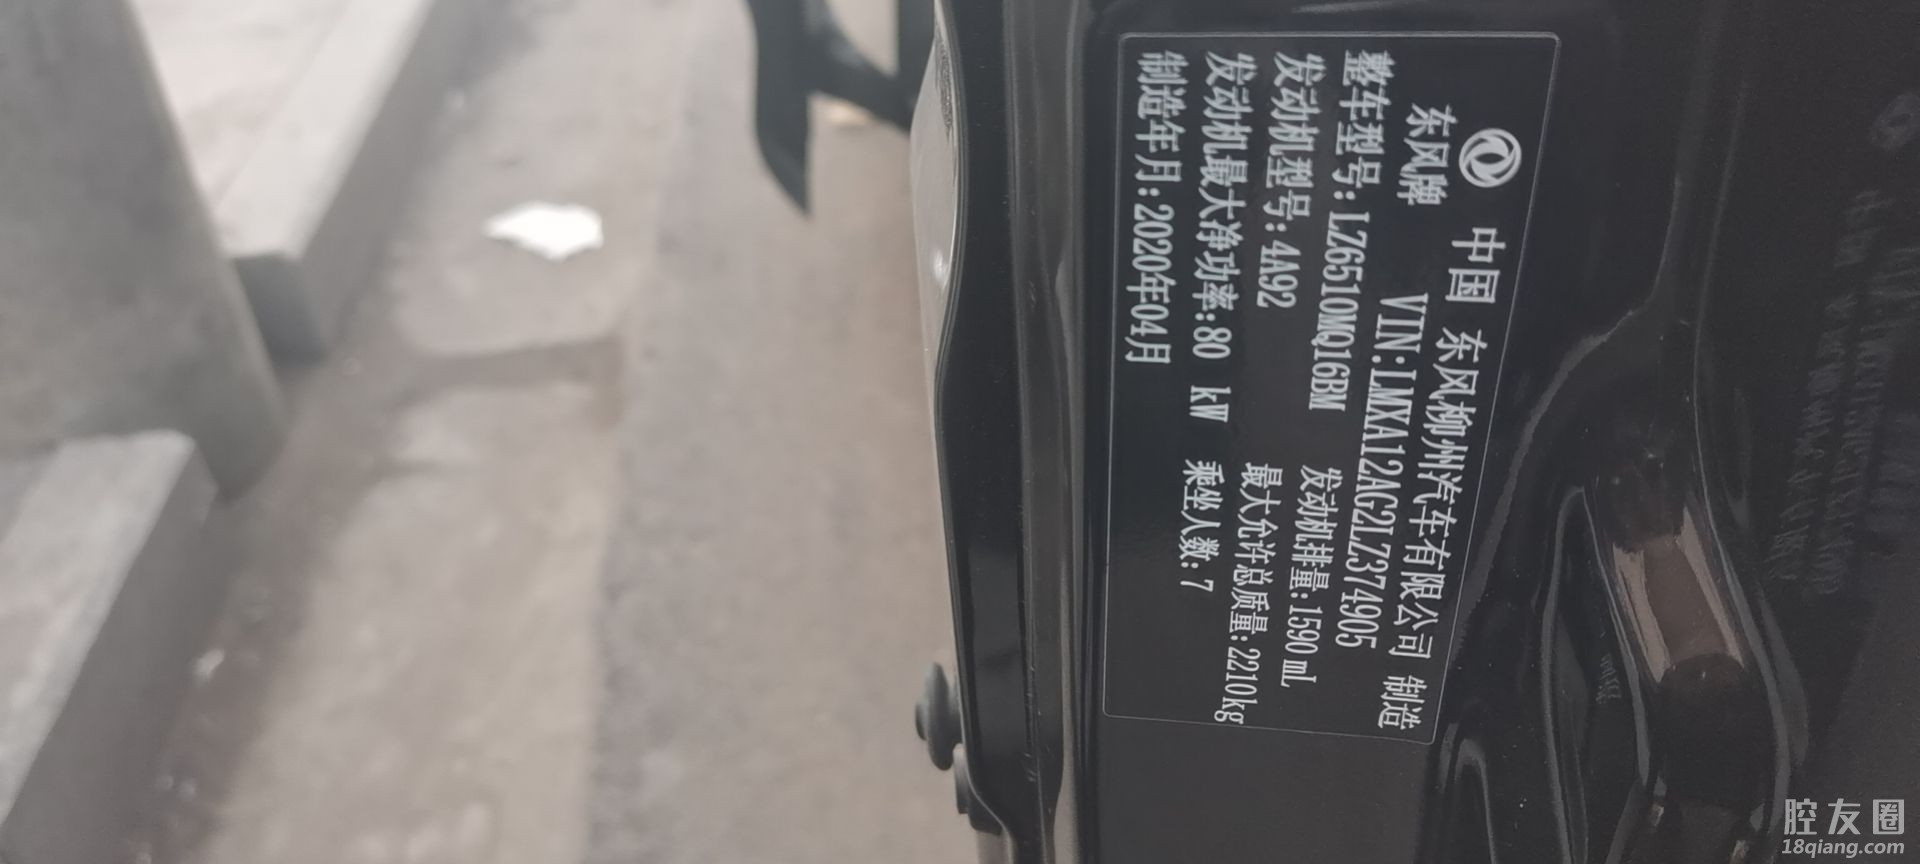 中国 东风柳州汽车有限公司 制造
东风牌 VIN:LMXA12AG2LZ374905
整车型号:LZ6510MQ16BM 发动机排量:1590mL
发动机型号:4A92 最大允许总质量:2210kg
发动机最大净功率:80 kW 乘坐人数:7
制造年月:2020年04月
腔友圈
18qiang.com